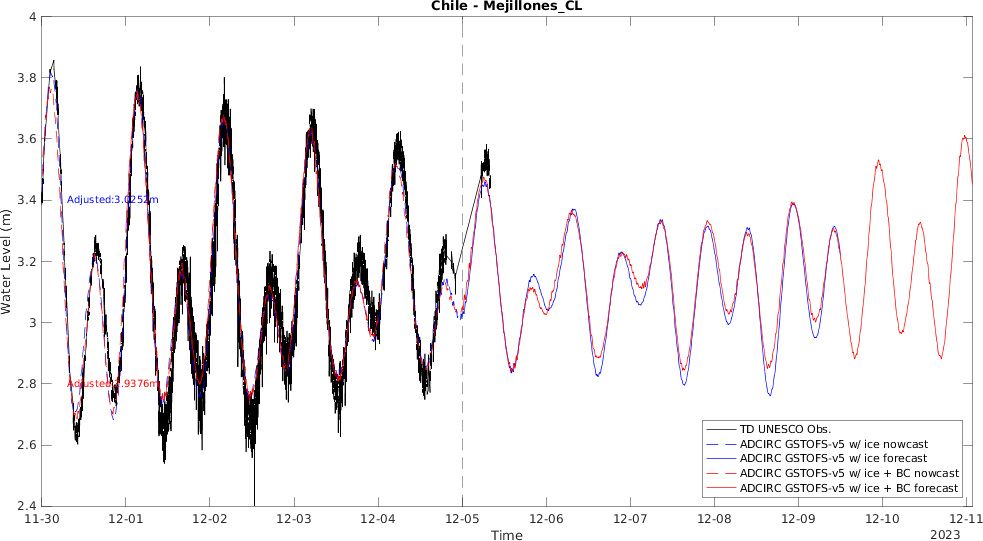 Chile - Mejillones_CL
4
3.8
3.6
3.4
3.2
3
2.8
2.6
2.4
Water Level (m)
Adjusted:3.0252m
Adjusted:2.9376m
TD UNESCO Obs.
ADCIRC GSTOFS-v5 w/ ice nowcast
ADCIRC GSTOFS-v5 w/ ice forecast
ADCIRC GSTOFS-v5 w/ ice + BC nowcast
ADCIRC GSTOFS-v5 w/ ice + BC forecast
11-30 12-01 12-02 12-03 12-04 12-05 12-06 12-07 12-08 12-09 12-10 12-11
Time
2023